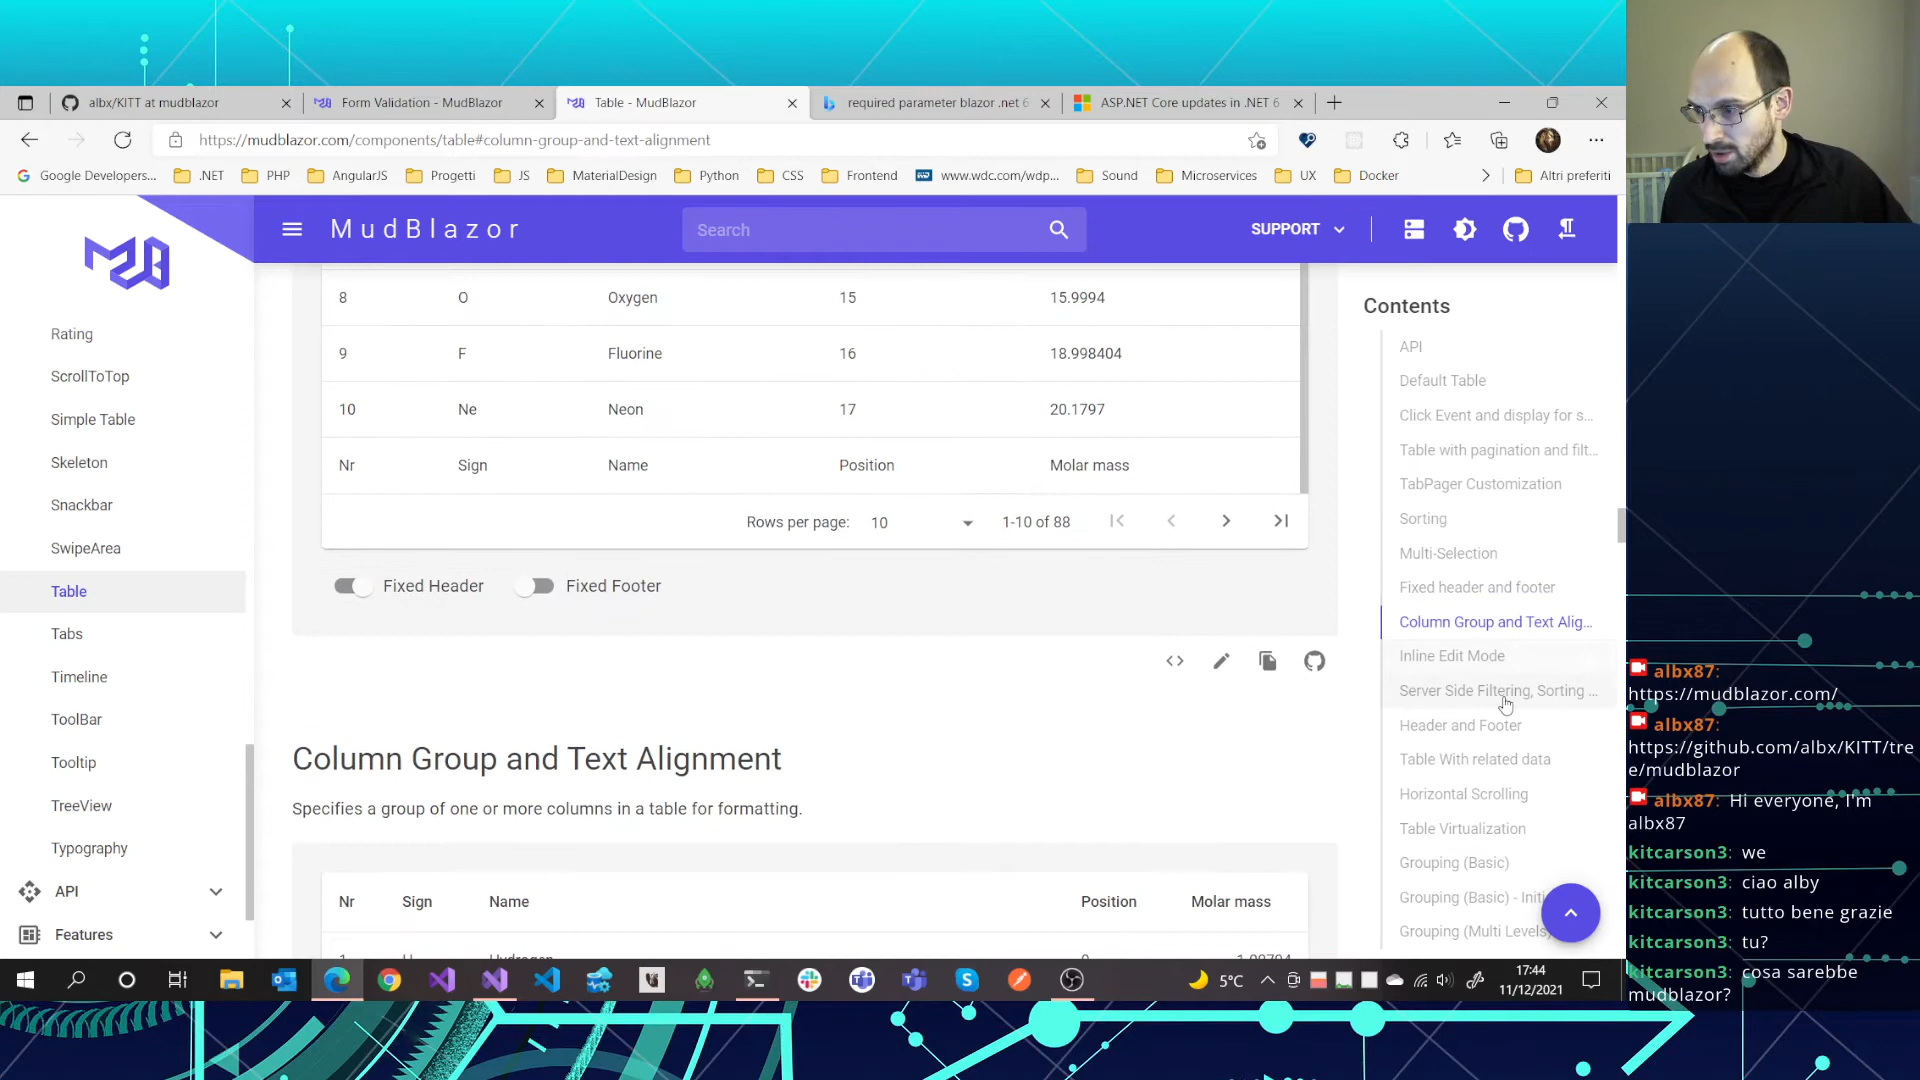 albx/KITT at mudblazor
Form Validation - MudBlazor
Table - MudBlazor
required parameter blazor .net 6
ASP.NET Core updates in .NET 6
https://mudblazor.com/components/table#column-group-and-text-alignment
Google Developers...
.NET
PHP
AngularJS
Progetti
JS
MaterialDesign
Python
CSS
Frontend
www.wdc.com/wdp...
Sound
Microservices
UX
Docker
Altri preferiti
MudBlazor
Search
SUPPORT
Rating
ScrollToTop
Simple Table
Skeleton
Snackbar
SwipeArea
Table
Tabs
Timeline
ToolBar
Tooltip
TreeView
Typography
API
Features
8 O Oxygen 15 15.9994
9 F Fluorine 16 18.998404
10 Ne Neon 17 20.1797
Nr Sign Name Position Molar mass
Rows per page: 10 1-10 of 88
Fixed Header Fixed Footer
Column Group and Text Alignment
Specifies a group of one or more columns in a table for formatting.
Nr Sign Name Position Molar mass
Contents
API
Default Table
Click Event and display for s...
Table with pagination and filt...
TabPager Customization
Sorting
Multi-Selection
Fixed header and footer
Column Group and Text Alig...
Inline Edit Mode
Server Side Filtering, Sorting ...
Header and Footer
Table With related data
Horizontal Scrolling
Table Virtualization
Grouping (Basic)
Grouping (Basic) - Initi
Grouping (Multi Levels)
albx87:
https://mudblazor.com/
albx87:
https://github.com/albx/KITT/tre
e/mudblazor
albx87: Hi everyone, I'm
albx87
kitcarson3: we
kitcarson3: ciao alby
kitcarson3: tutto bene grazie
kitcarson3: tu?
kitcarson3: cosa sarebbe
mudblazor?
5°C
17:44
11/12/2021